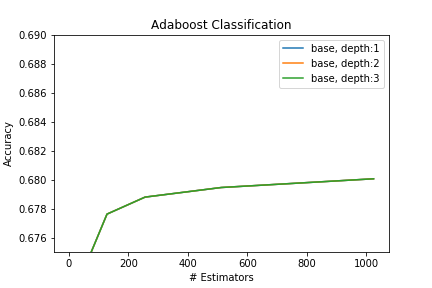 Adaboost Classification
base, depth:1
base, depth:2
base, depth:3
0.690
0.688
0.686
0.684
0.682
0.680
0.678
0.676
Accuracy
0 200 400 600 800 1000
# Estimators